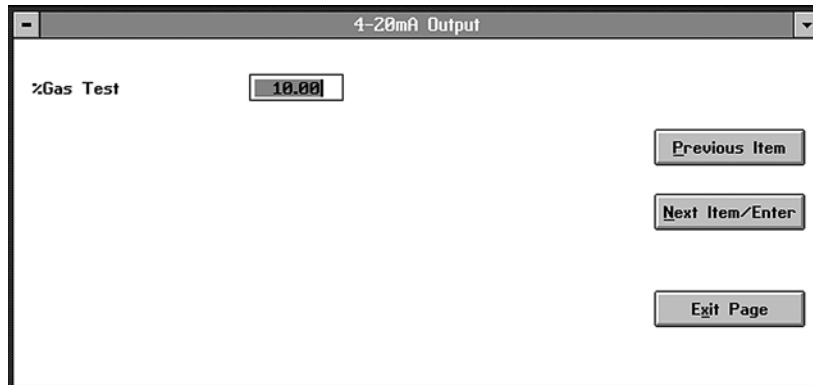 4-20mA Output
%Gas Test 10.00
Previous Item
Next Item/Enter
Exit Page